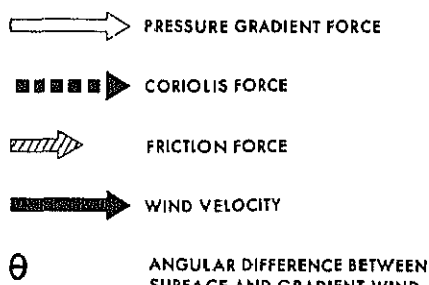 PRESSURE GRADIENT FORCE
CORIOLIS FORCE
FRICTION FORCE
WIND VELOCITY
θ ANGULAR DIFFERENCE BETWEEN
SURFACE AND GRADIENT WIND